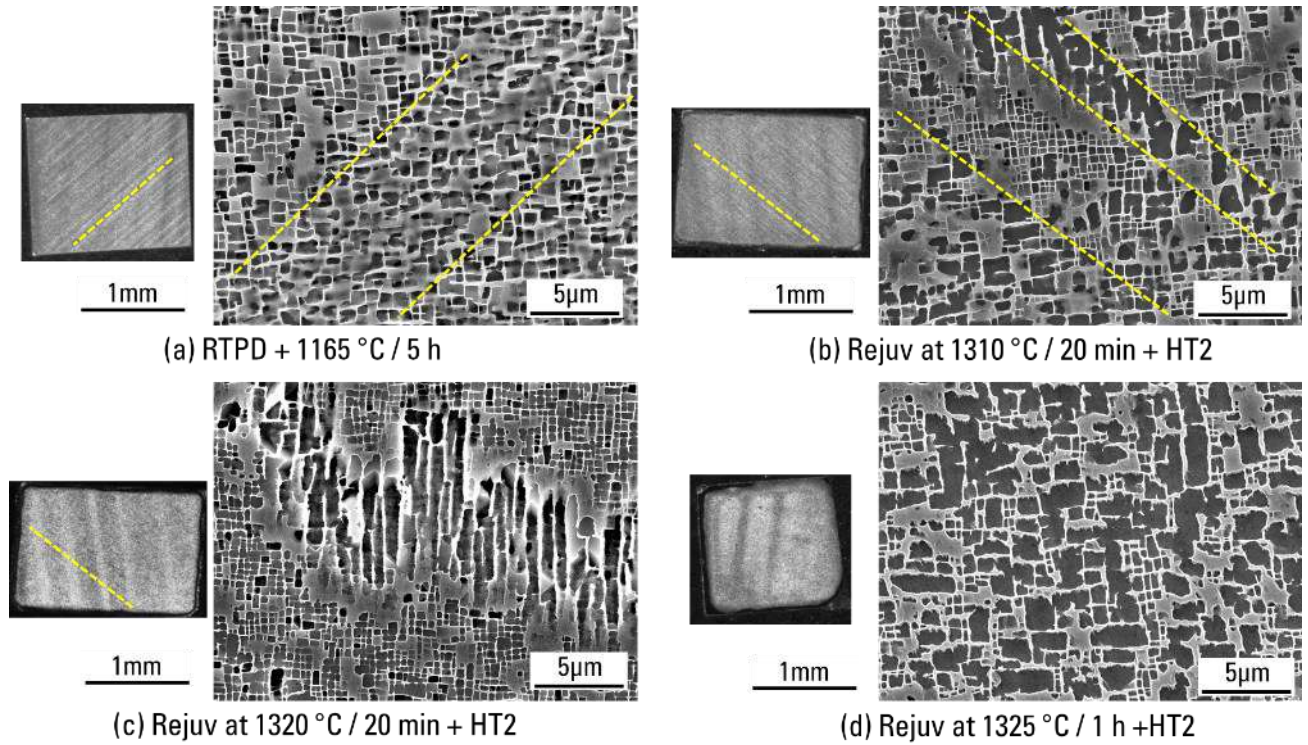 1mm
5μm
1mm
5μm
(a) RTPD + 1165 °C / 5 h
(b) Rejuv at 1310 °C / 20 min + HT2
1mm
5μm
1mm
5μm
(c) Rejuv at 1320 °C / 20 min + HT2
(d) Rejuv at 1325 °C / 1 h +HT2